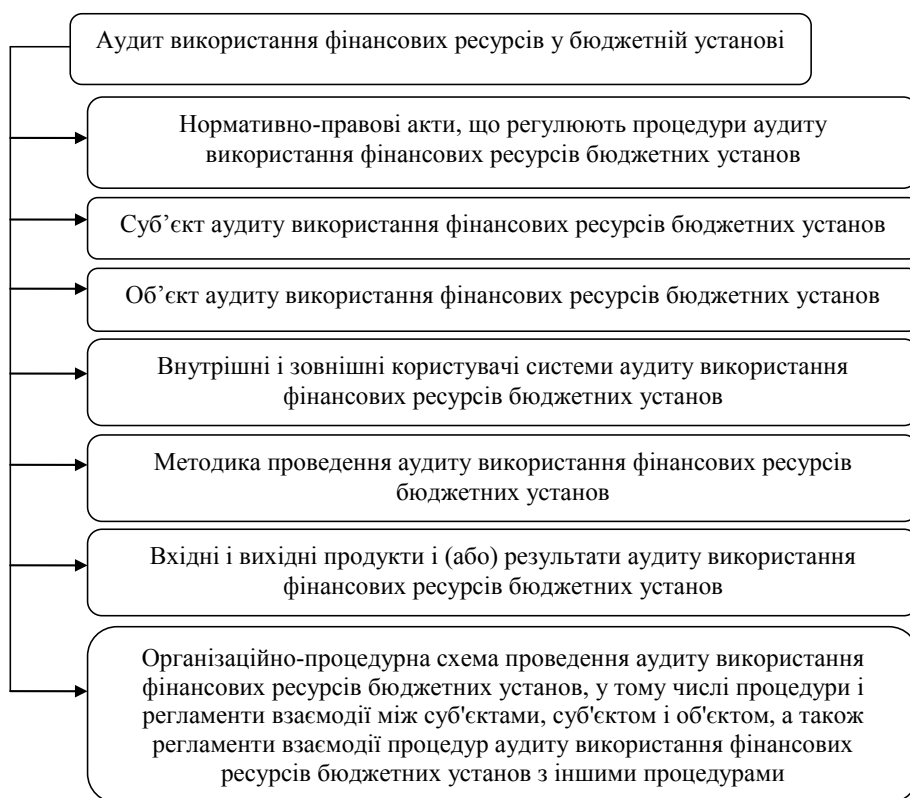 Аудит використання фінансових ресурсів у бюджетній установі
Нормативно-правові акти, що регулюють процедури аудиту
використання фінансових ресурсів бюджетних установ
Суб’єкт аудиту використання фінансових ресурсів бюджетних установ
Об’єкт аудиту використання фінансових ресурсів бюджетних установ
Внутрішні і зовнішні користувачі системи аудиту використання
фінансових ресурсів бюджетних установ
Методика проведення аудиту використання фінансових ресурсів
бюджетних установ
Вхідні і вихідні продукти і (або) результати аудиту використання
фінансових ресурсів бюджетних установ
Організаційно-процедурна схема проведення аудиту використання
фінансових ресурсів бюджетних установ, у тому числі процедури і
регламенти взаємодії між суб'єктами, суб'єктом і об'єктом, а також
регламенти взаємодії процедур аудиту використання фінансових
ресурсів бюджетних установ з іншими процедурами